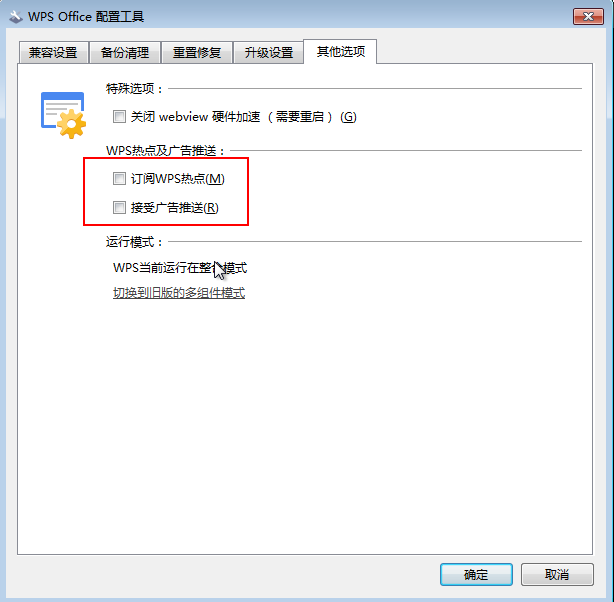 WPS Office 配置工具
兼容设置 备份清理 重置修复 升级设置 其他选项
特殊选项：
关闭 webview 硬件加速 （需要重启）(G)
WPS热点及广告推送：
订阅WPS热点(M)
接受广告推送(R)
运行模式：
WPS当前运行在整合模式
切换到旧版的多组件模式
确定 取消